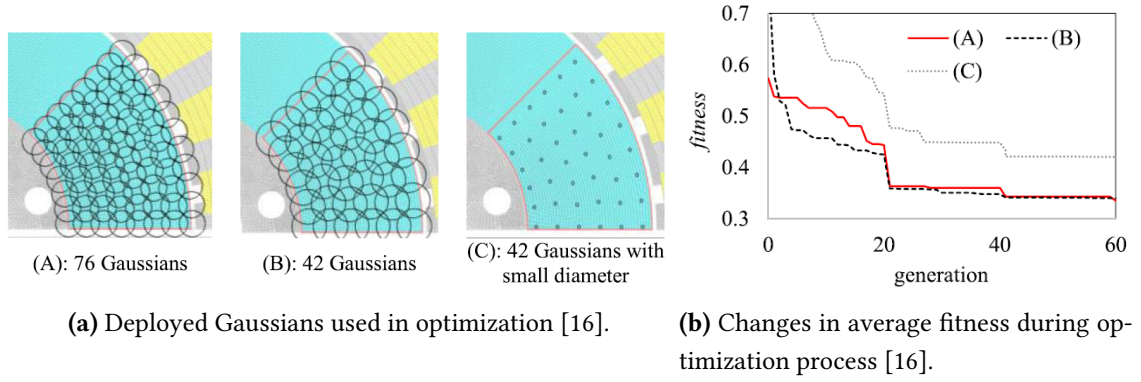 (A): 76 Gaussians
(B): 42 Gaussians
(C): 42 Gaussians with
small diameter
(a) Deployed Gaussians used in optimization [16].
0.7
0.6
0.5
0.4
0.3
fitness
(A)
(B)
(C)
0
20
40
60
generation
(b) Changes in average fitness during op-
timization process [16].